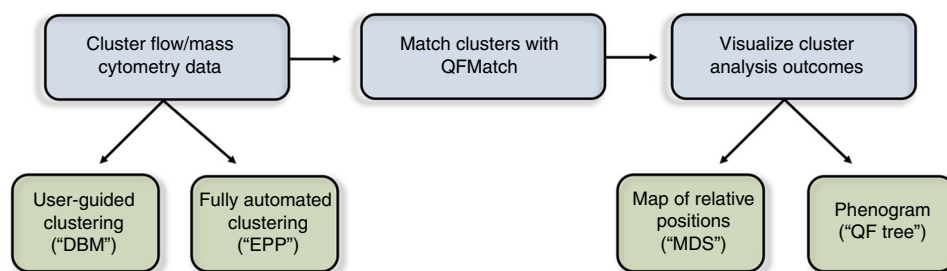 Cluster flow/mass
cytometry data
Match clusters with
QFMatch
Visualize cluster
analysis outcomes
User-guided
clustering
(“DBM”)
Fully automated
clustering
(“EPP”)
Map of relative
positions
(“MDS”)
Phenogram
(“QF tree”)